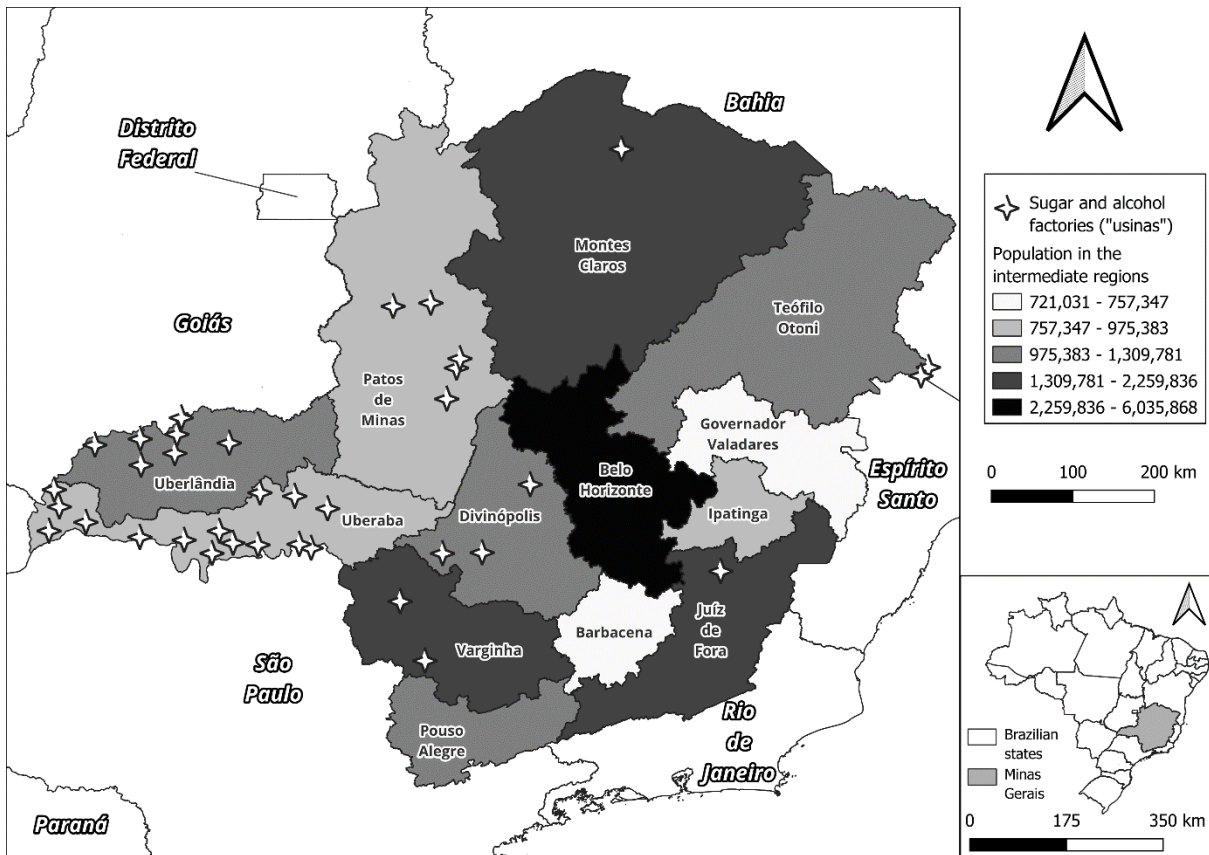 Bahia
Distrito
Federal
Montes
Claros
Teófilo
Otoni
Goiás
Patos
de
Minas
Governador
Valadares
Belo
Horizonte
Espírito
Santo
Uberlândia
Uberaba
Divinópolis
Ipatinga
Juíz
de
Fora
Barbacena
Varginha
São
Paulo
Pouso
Alegre
Rio
de
Janeiro
Paraná
Sugar and alcohol
factories ("usinas")
Population in the
intermediate regions
721,031 - 757,347
757,347 - 975,383
975,383 - 1,309,781
1,309,781 - 2,259,836
2,259,836 - 6,035,868
0 100 200 km
Brazilian
states
Minas
Gerais
0 175 350 km